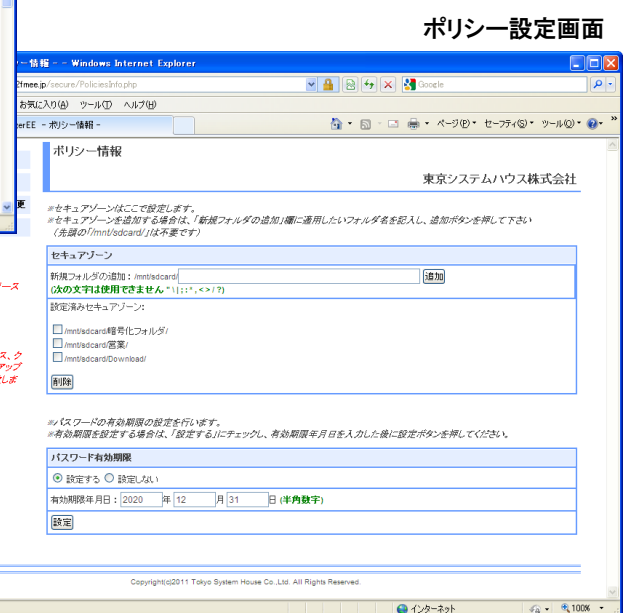 ポリシー設定画面
ー情報 - - Windows Internet Explorer
2fmee.jp/secure/PoliciesInfo.php
Google
お気に入り(A) ツール(T) ヘルプ(H)
erEE - ポリシー情報 -
ページ(P) セーフティ(S) ツール(O)
ポリシー情報
東京システムハウス株式会社
更
※セキュアゾーンはここで設定します。
※セキュアゾーンを追加する場合は、「新規フォルダの追加」欄に適用したいフォルダ名を記入し、追加ボタンを押して下さい
（先頭の「/mnt/sdcard/」は不要です）
セキュアゾーン
新規フォルダの追加：/mnt/sdcard/ 追加
(次の文字は使用できません "\|;:*,<>/?)
ース
設定済みセキュアゾーン:
/mnt/sdcard/暗号化フォルダ/
/mnt/sdcard/営業/
/mnt/sdcard/Download/
ス、ク
アップ
しま
削除
※パスワードの有効期限の設定を行います。
※有効期限を設定する場合は、「設定する」にチェックし、有効期限年月日を入力した後に設定ボタンを押してください。
パスワード有効期限
設定する 設定しない
有効期限年月日： 2020 年 12 月 31 日 (半角数字)
設定
Copyright(c)2011 Tokyo System House Co.,Ltd. All Rights Reserved.
インターネット 100%